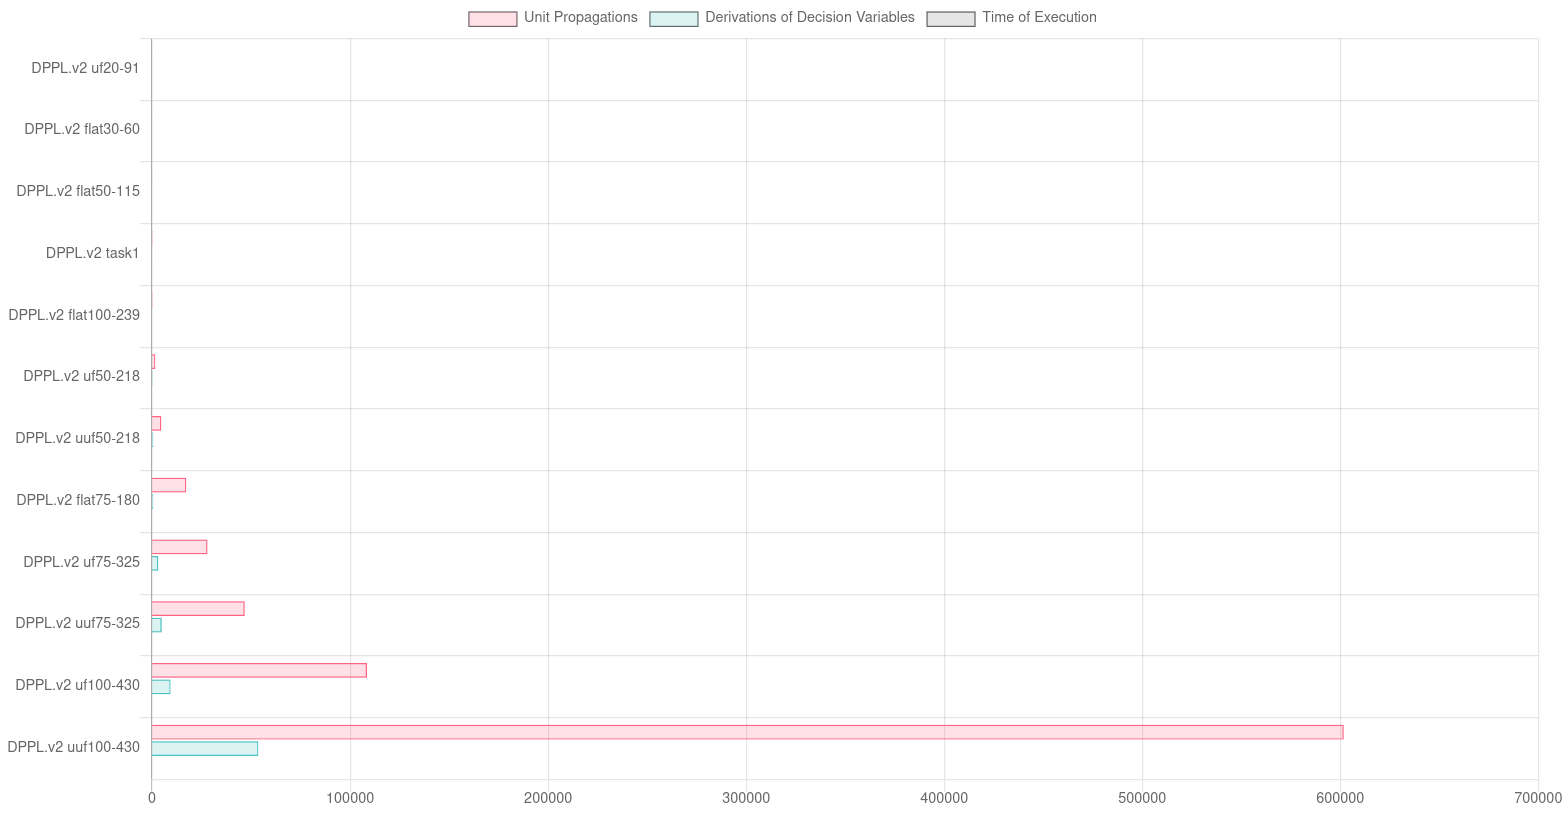 Unit Propagations Derivations of Decision Variables Time of Execution
DPPL.v2 uf20-91
DPPL.v2 flat30-60
DPPL.v2 flat50-115
DPPL.v2 task1
DPPL.v2 flat100-239
DPPL.v2 uf50-218
DPPL.v2 uuf50-218
DPPL.v2 flat75-180
DPPL.v2 uf75-325
DPPL.v2 uuf75-325
DPPL.v2 uf100-430
DPPL.v2 uuf100-430
0 100000 200000 300000 400000 500000 600000 700000